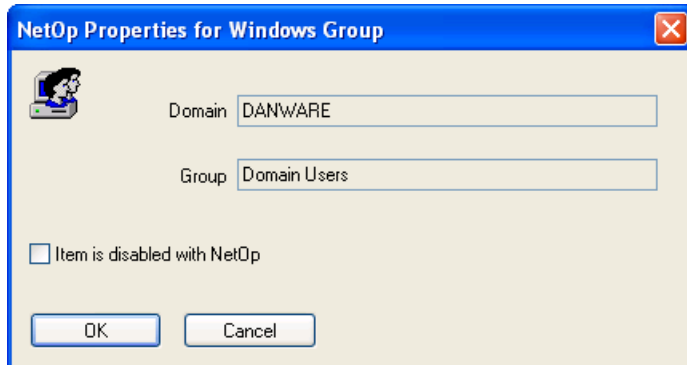 NetOp Properties for Windows Group
Domain DANWARE
Group Domain Users
Item is disabled with NetOp
OK Cancel